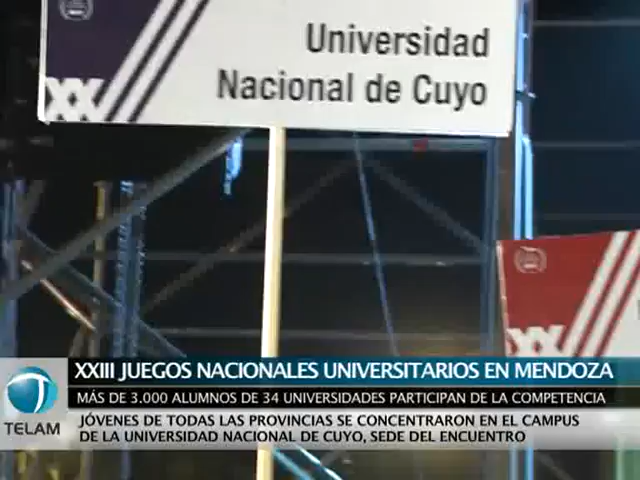 Universidad
Nacional de Cuyo
XX
XX
XXIII JUEGOS NACIONALES UNIVERSITARIOS EN MENDOZA
MÁS DE 3.000 ALUMNOS DE 34 UNIVERSIDADES PARTICIPAN DE LA COMPETENCIA
JÓVENES DE TODAS LAS PROVINCIAS SE CONCENTRARON EN EL CAMPUS
DE LA UNIVERSIDAD NACIONAL DE CUYO, SEDE DEL ENCUENTRO
TELAM